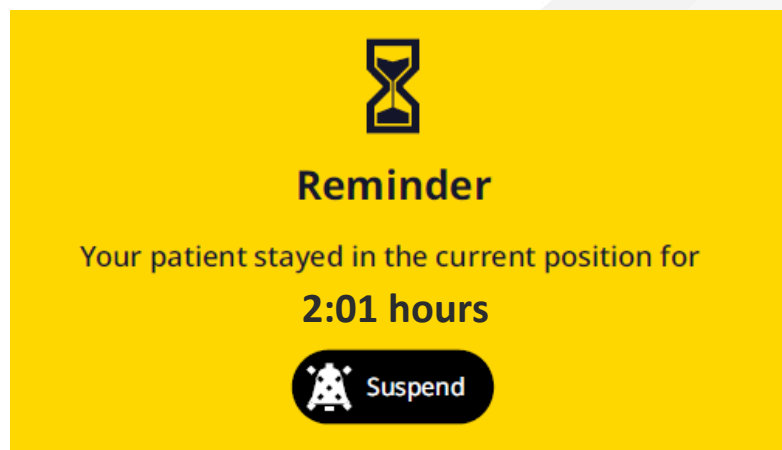 Reminder
Your patient stayed in the current position for
2:01 hours
Suspend